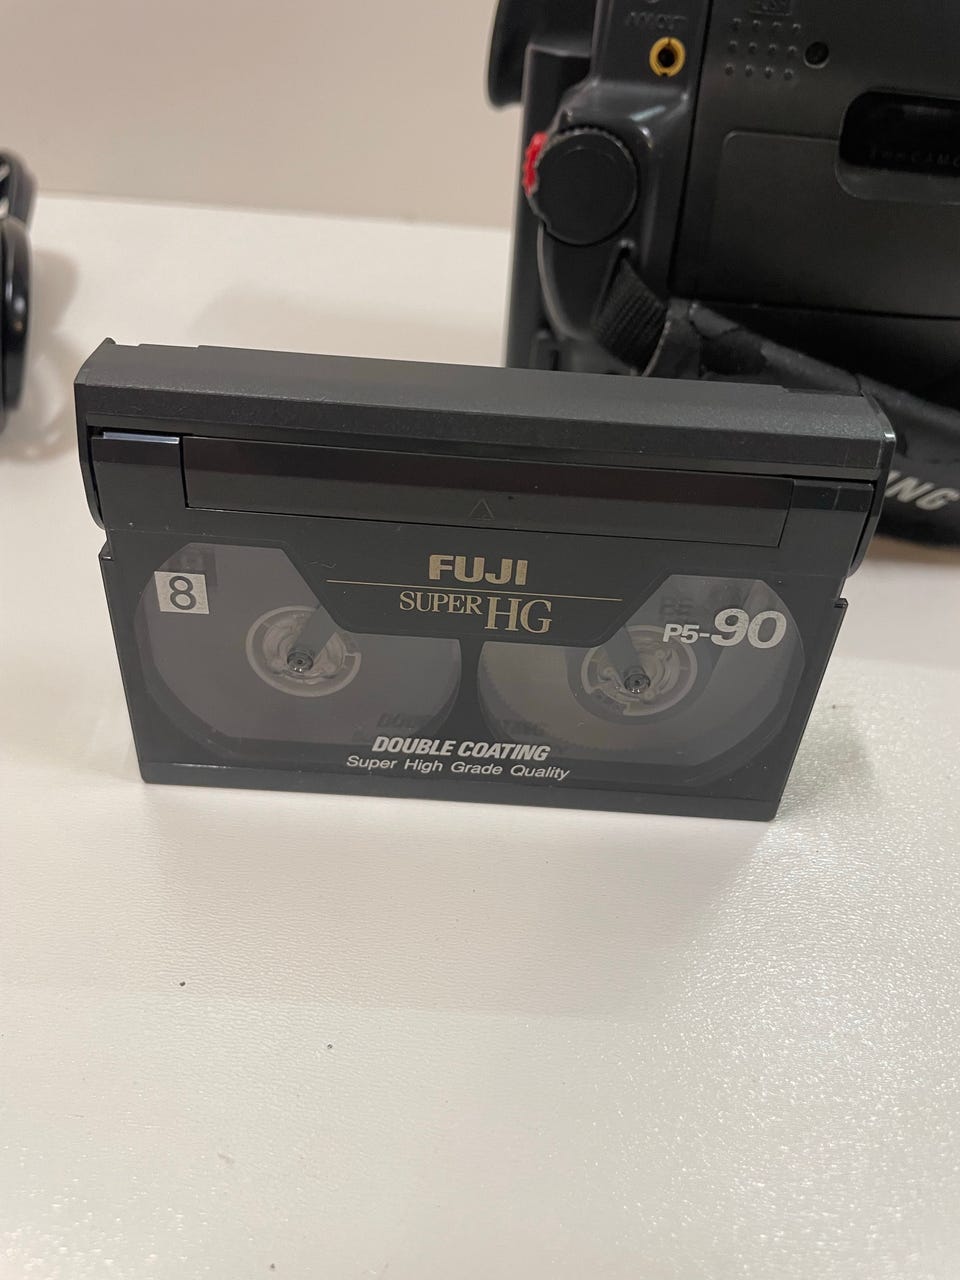 8
FUJI
SUPER HG
P5-90
DOUBLE COATING
Super High Grade Quality